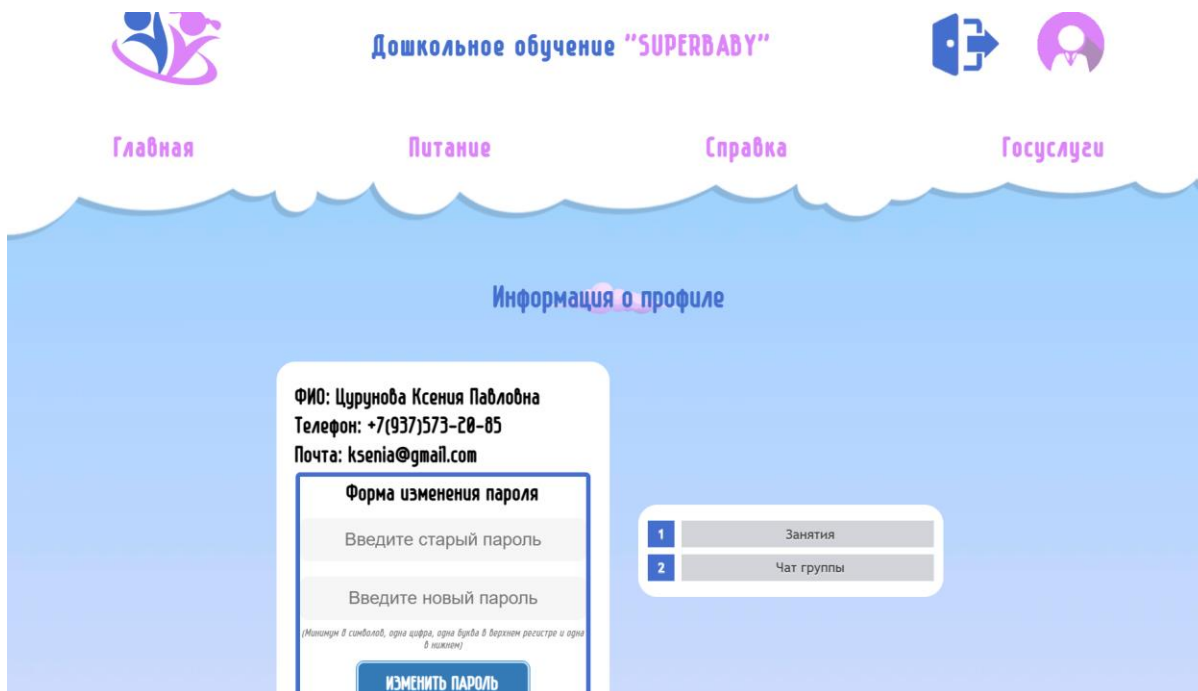 Дошкольное обучение "SUPERBABY"
Главная
Питание
Справка
Госуслуги
Информация о профиле
ФИО: Цурунова Ксения Павловна
Телефон: +7(937)573-20-85
Почта: ksenia@gmail.com
Форма изменения пароля
Введите старый пароль
Введите новый пароль
(Минимум 8 символов, одна цифра, одна буква в верхнем регистре и одна
в нижнем)
ИЗМЕНИТЬ ПАРОЛЬ
1 Занятия
2 Чат группы